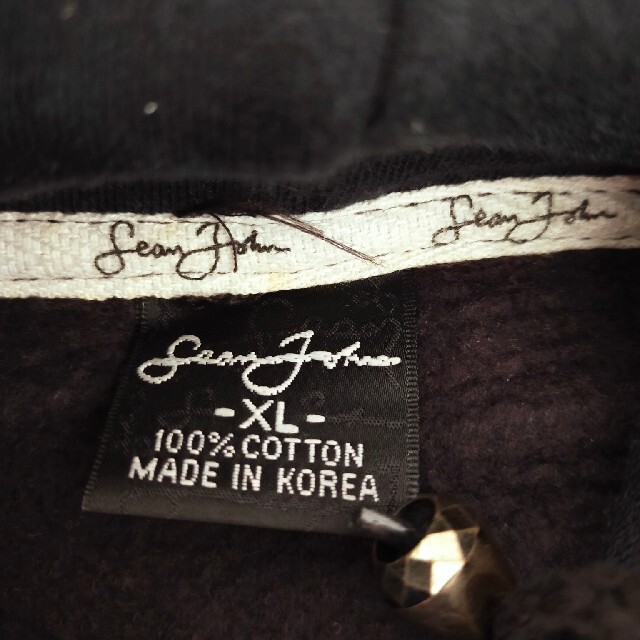 Sean John Sean John
Sean John
-XL-
100% COTTON
MADE IN KOREA